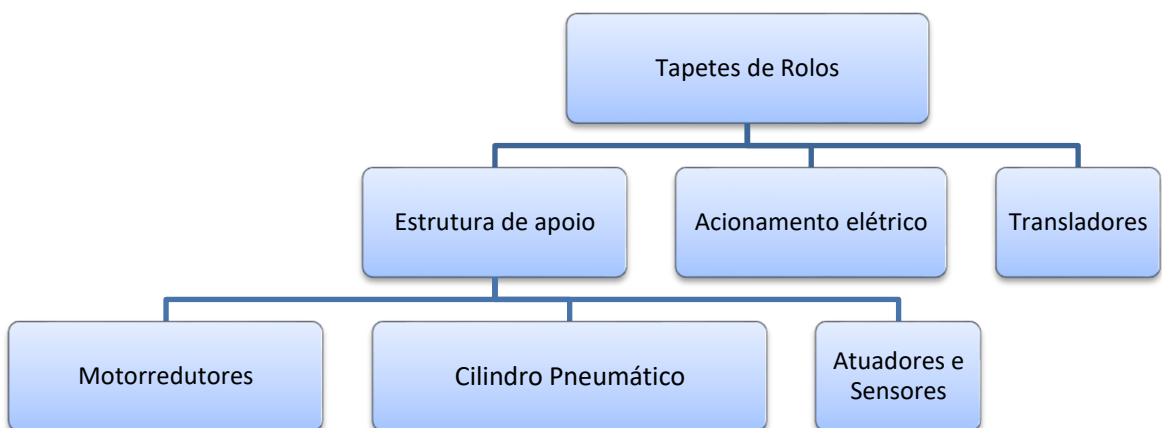 Tapetes de Rolos
Estrutura de apoio
Acionamento elétrico
Transladores
Motorredutores
Cilindro Pneumático
Atuadores e
Sensores